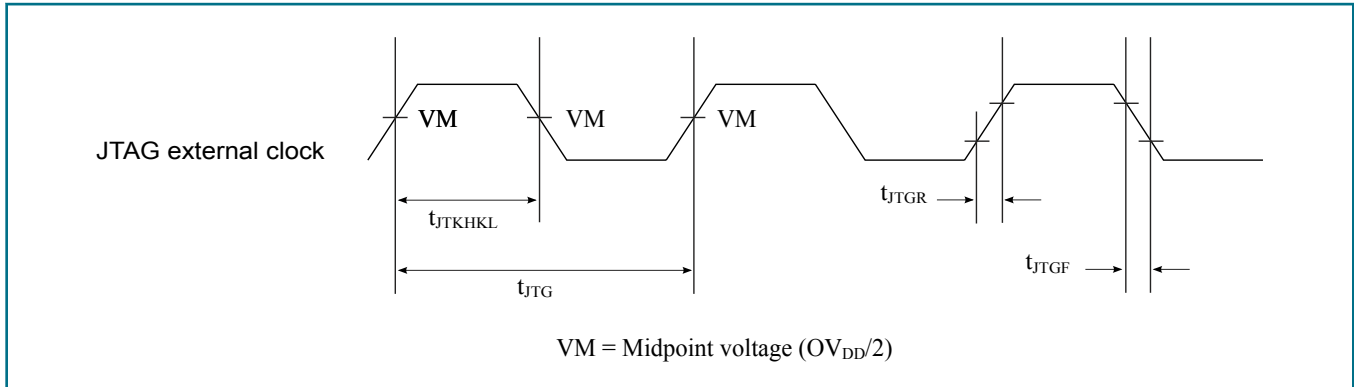 VM VM VM
JTAG external clock
tJTGR
tJTKHKL
tJTGF
tJTG
VM = Midpoint voltage (OVDD/2)